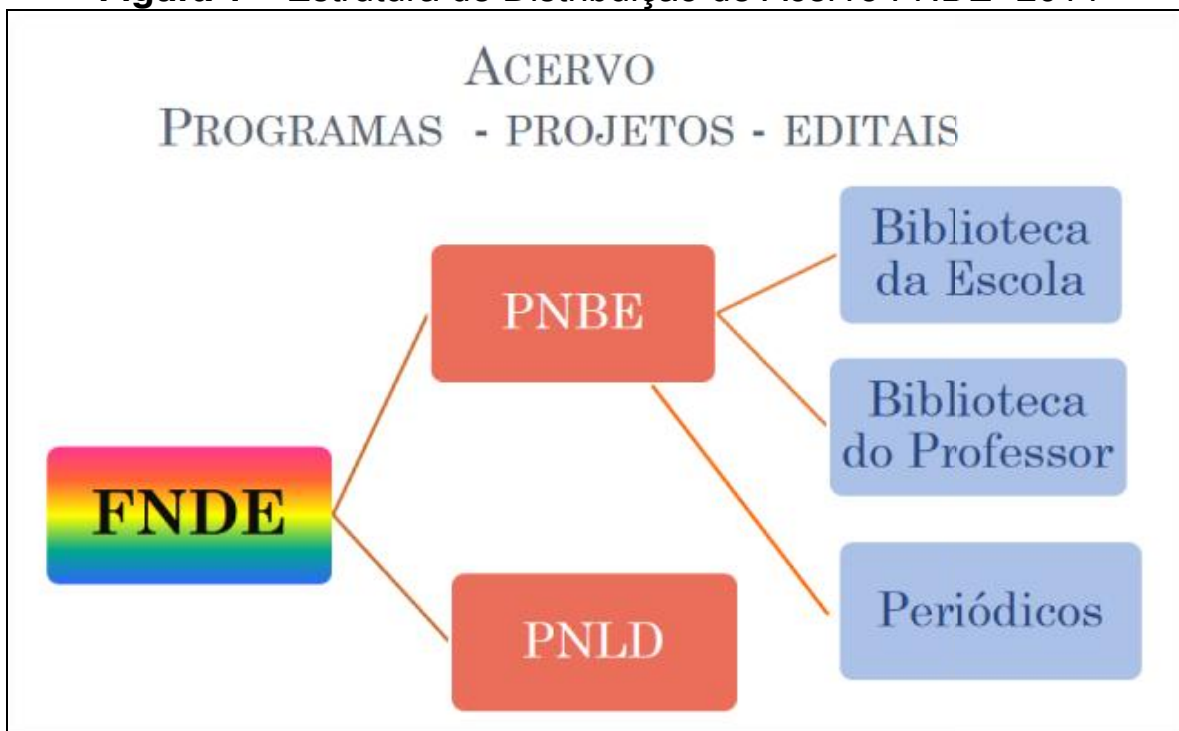 ACERVO
PROGRAMAS - PROJETOS - EDITAIS
Biblioteca
da Escola
PNBE
Biblioteca
do Professor
FNDE
Periódicos
PNLD